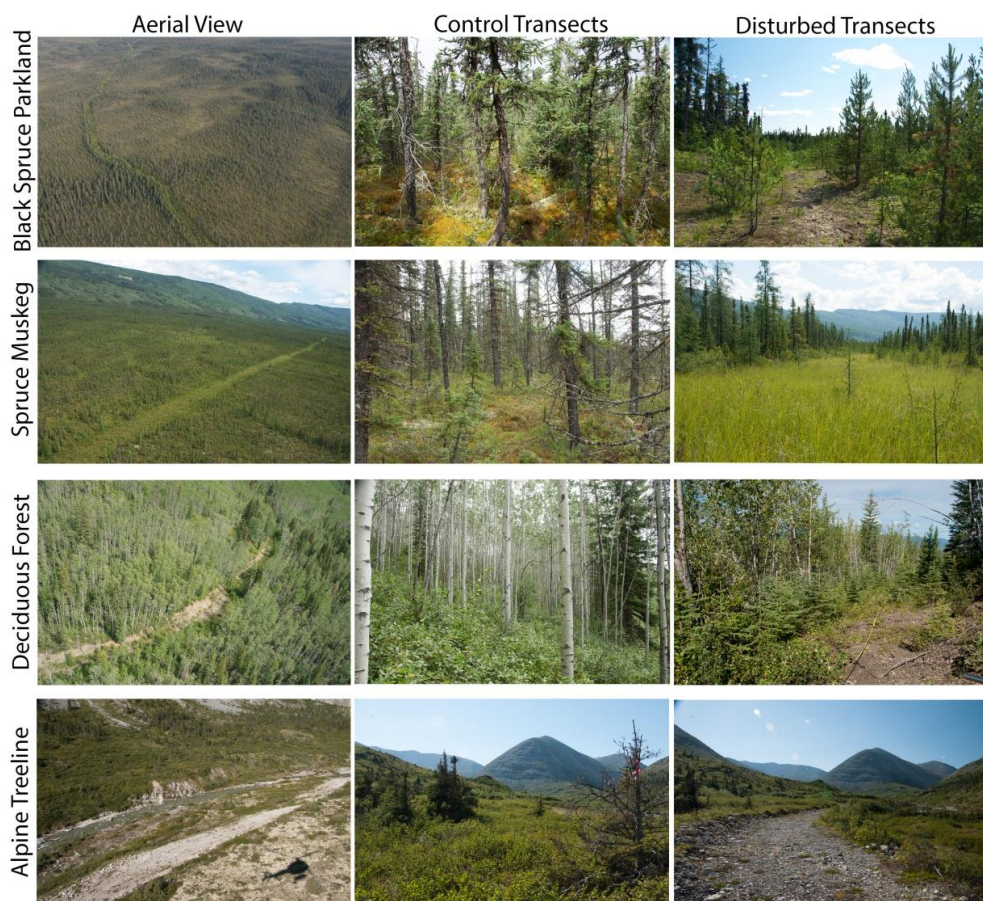 Aerial View
Control Transects
Disturbed Transects
Black Spruce Parkland
Spruce Muskeg
Deciduous Forest
Alpine Treeline